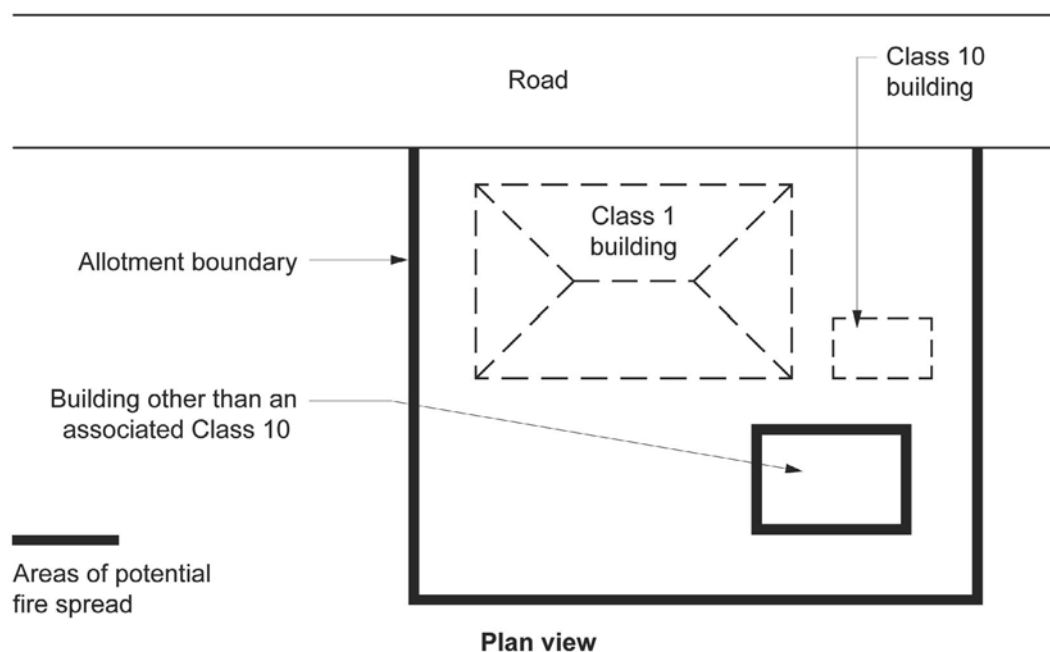 Road
Class 10
building
Class 1
building
Allotment boundary
Building other than an
associated Class 10
Areas of potential
fire spread
Plan view